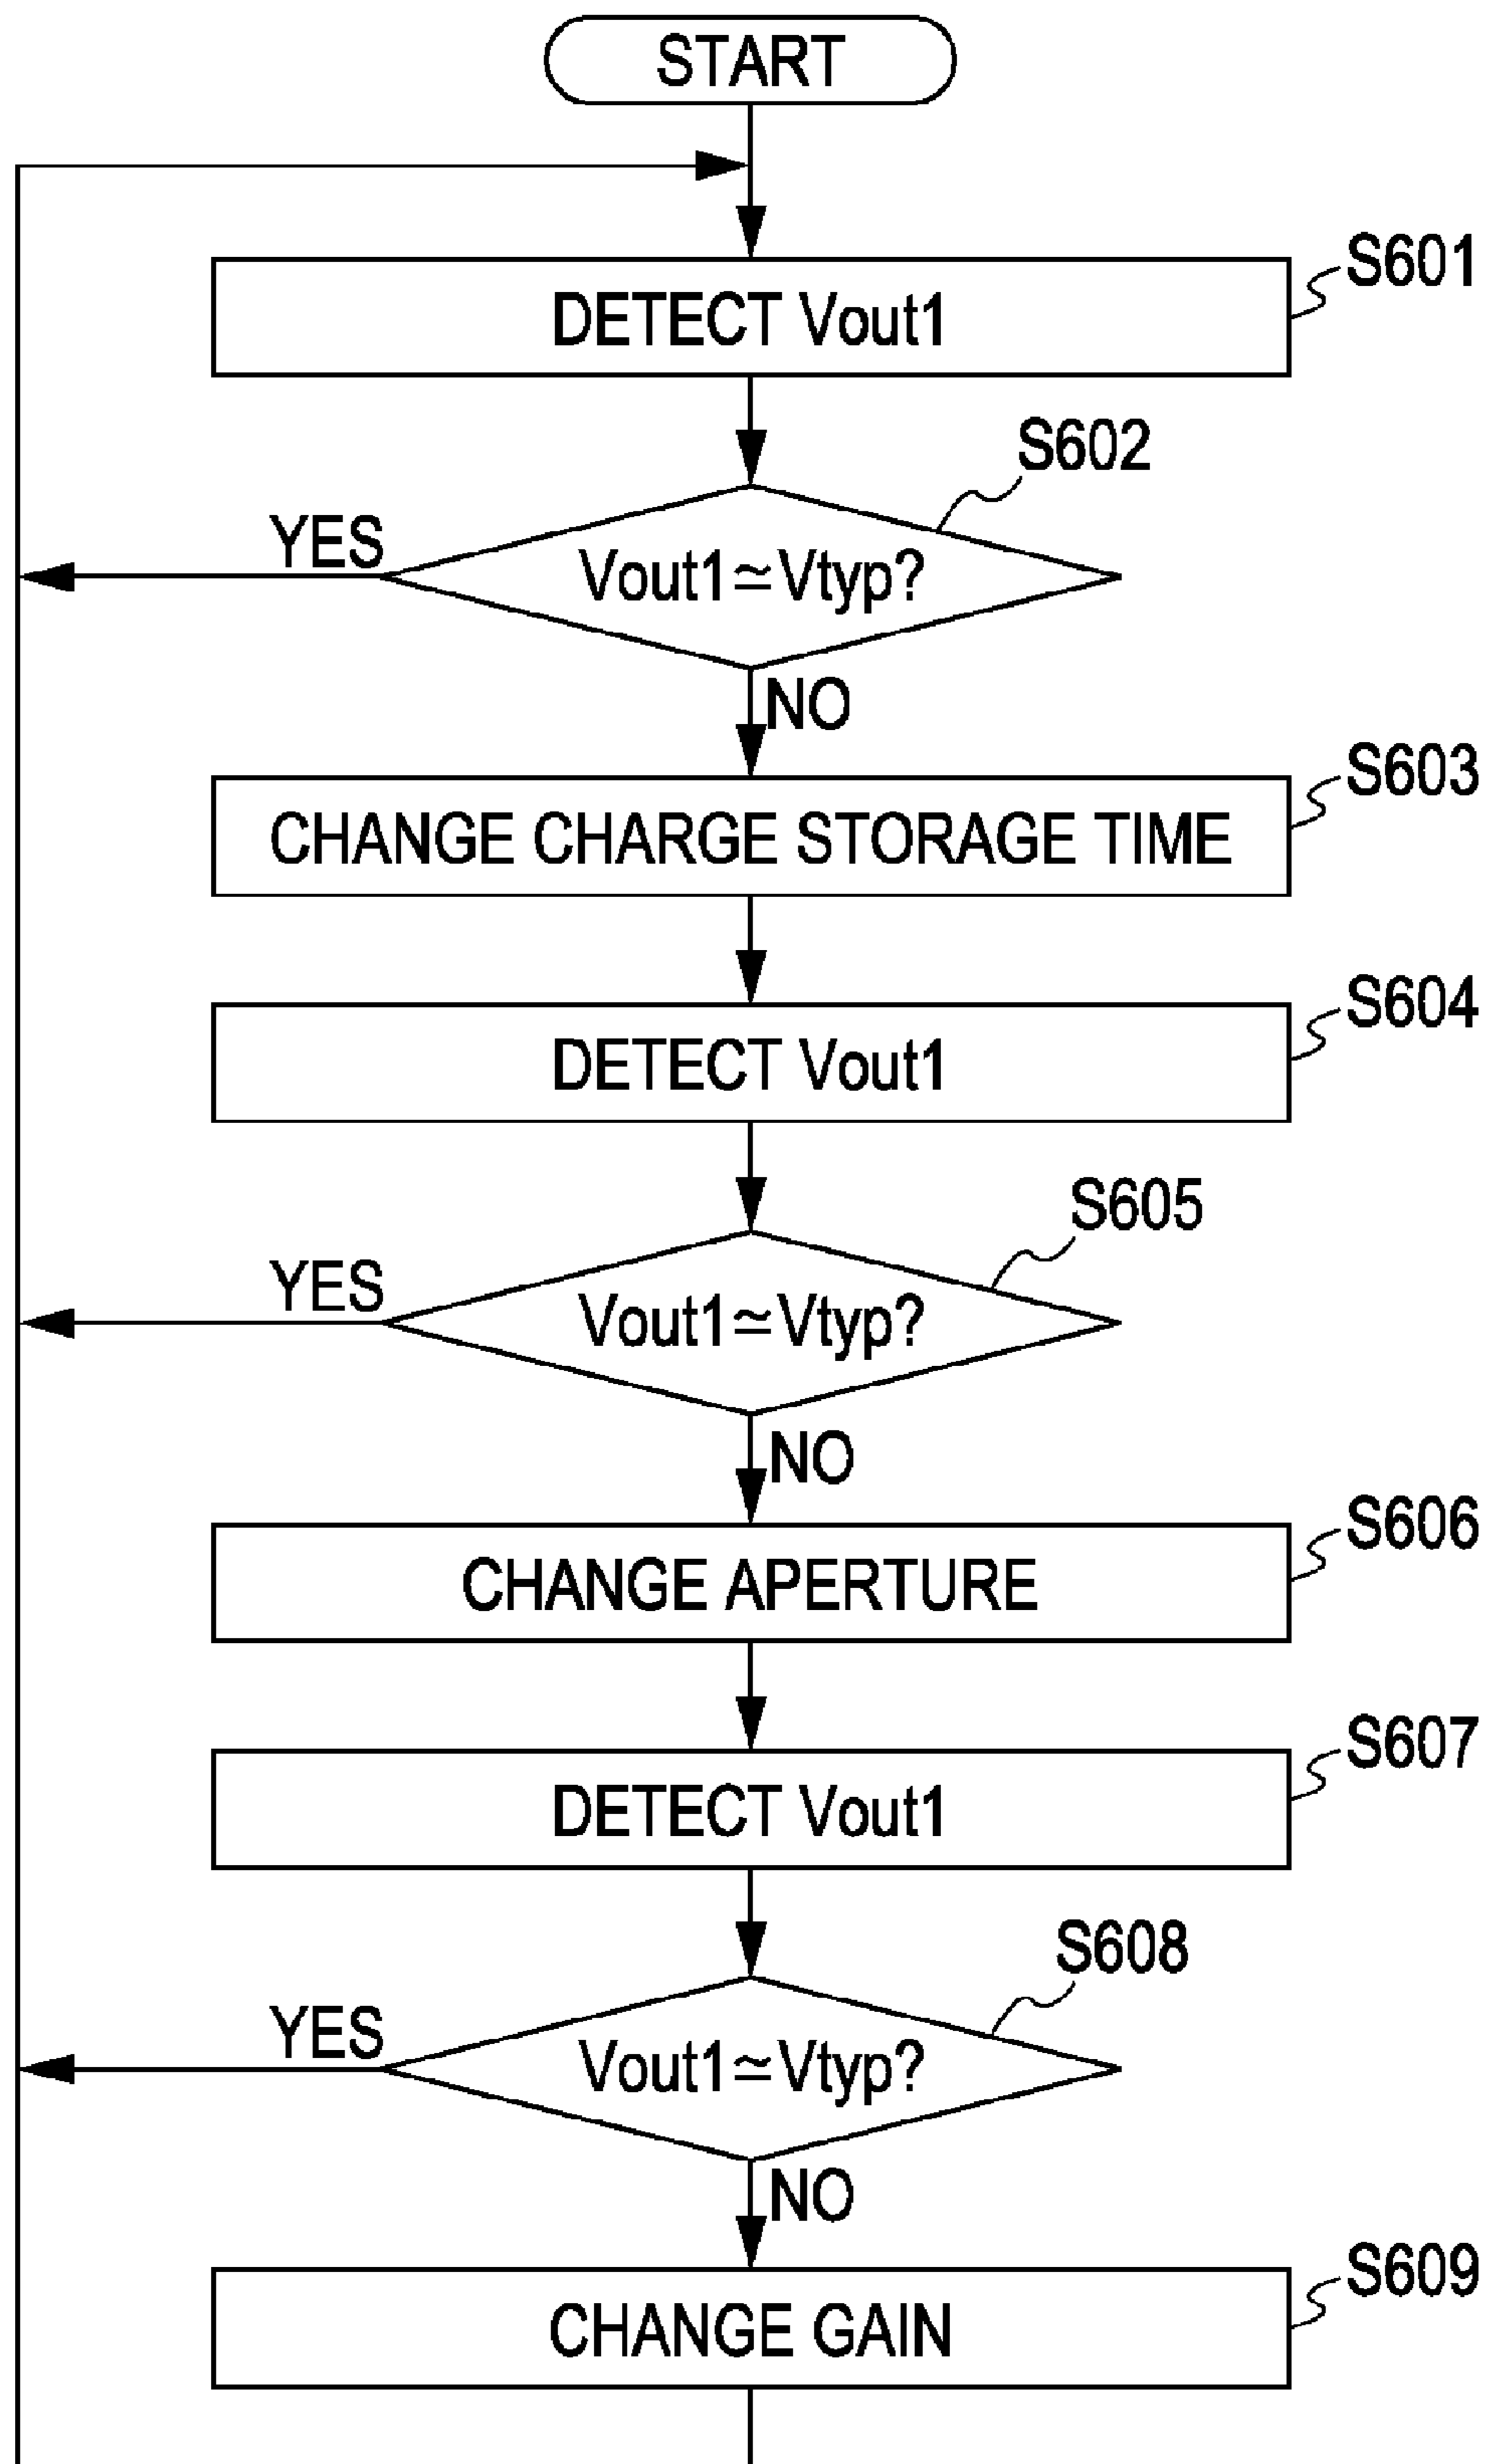 START
S601
DETECT Vout1
S602
YES
Vout1≃Vtyp?
NO
S603
CHANGE CHARGE STORAGE TIME
S604
DETECT Vout1
S605
YES
Vout1≃Vtyp?
NO
S606
CHANGE APERTURE
S607
DETECT Vout1
S608
YES
Vout1≃Vtyp?
NO
S609
CHANGE GAIN